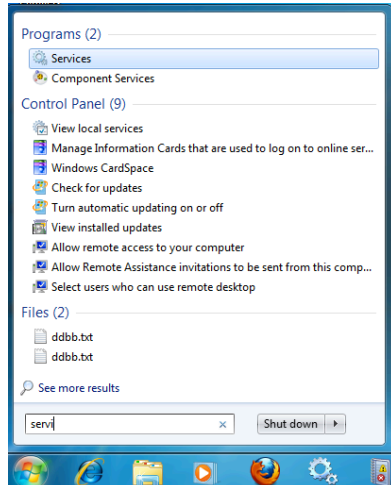 Programs (2)
Services
Component Services
Control Panel (9)
View local services
Manage Information Cards that are used to log on to online ser...
Windows CardSpace
Check for updates
Turn automatic updating on or off
View installed updates
Allow remote access to your computer
Allow Remote Assistance invitations to be sent from this comp...
Select users who can use remote desktop
Files (2)
ddbb.txt
ddbb.txt
See more results
servi
Shut down